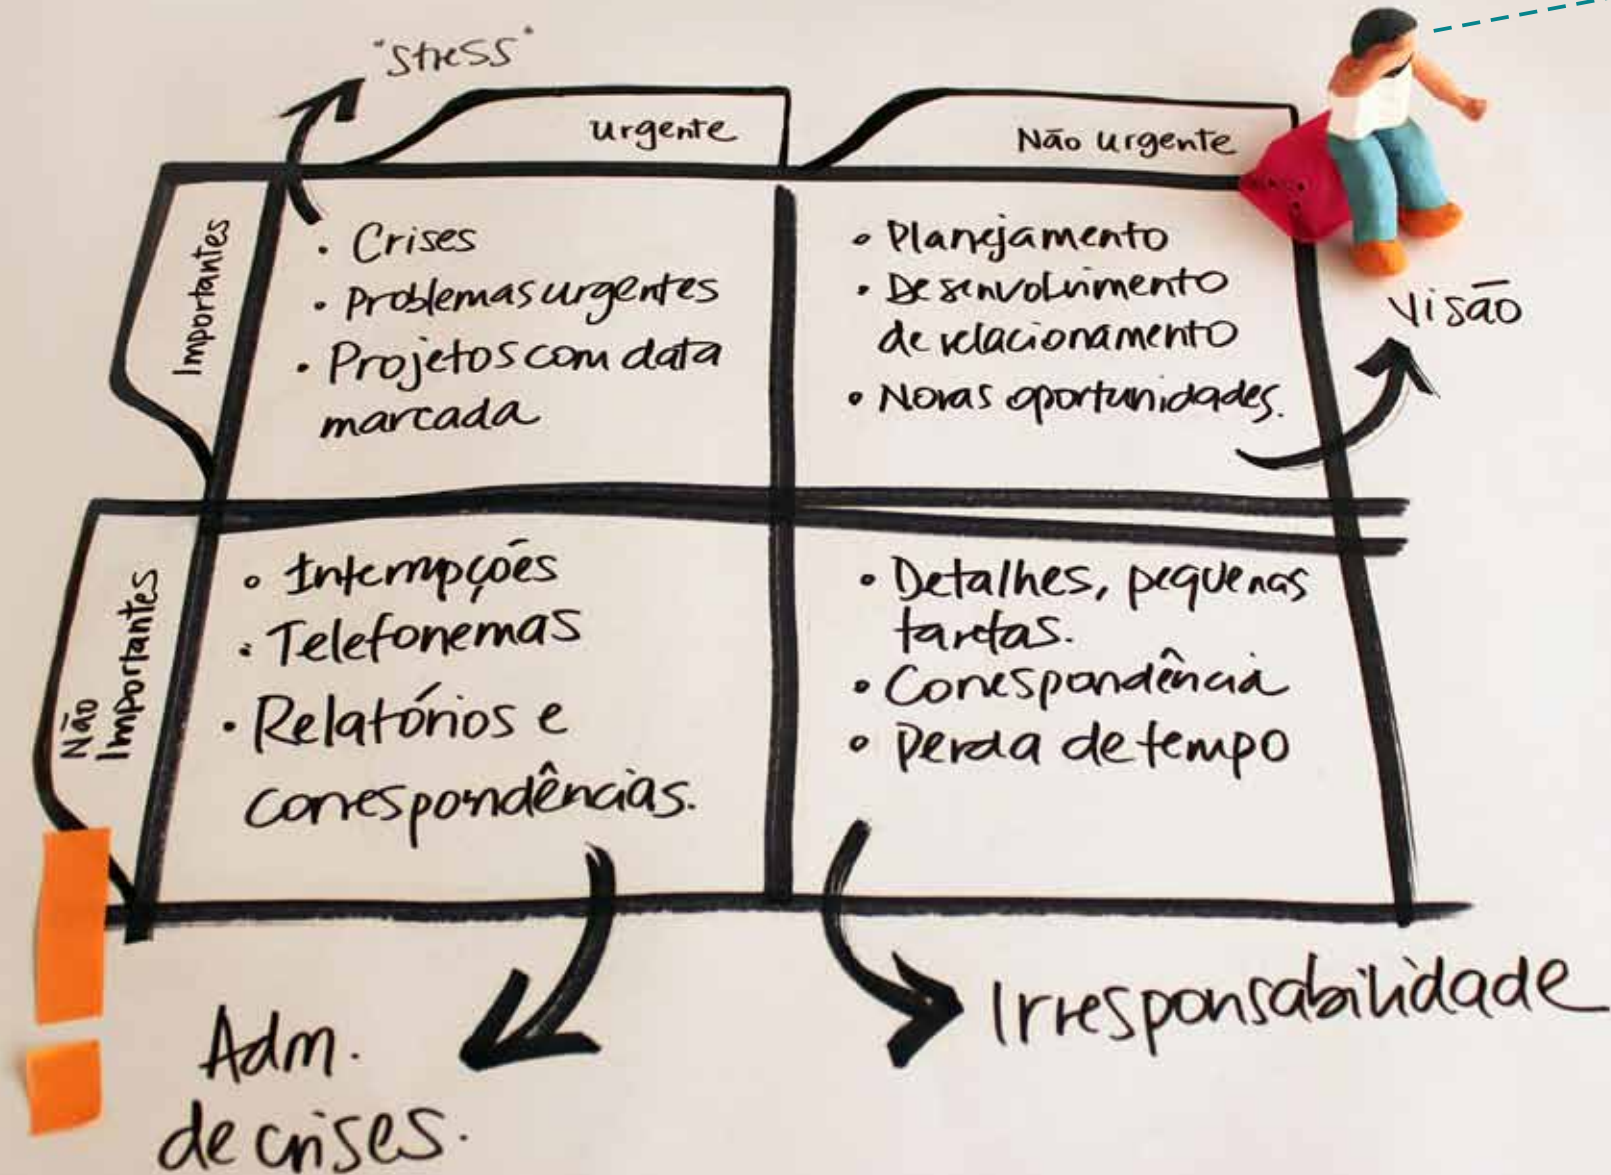 "Stress"
urgente
Não urgente
Importantes
• Crises
• Problemas urgentes
• Projetos com data
marcada
• Planejamento
• Desenvolvimento
de relacionamento
• Novas oportunidades.
Visão
Não
Importantes
• Interrupções
• Telefonemas
• Relatórios e
correspondências.
• Detalhes, pequenas
tarefas.
• Correspondência
• Perda de tempo
Adm.
de crises.
Irresponsabilidade